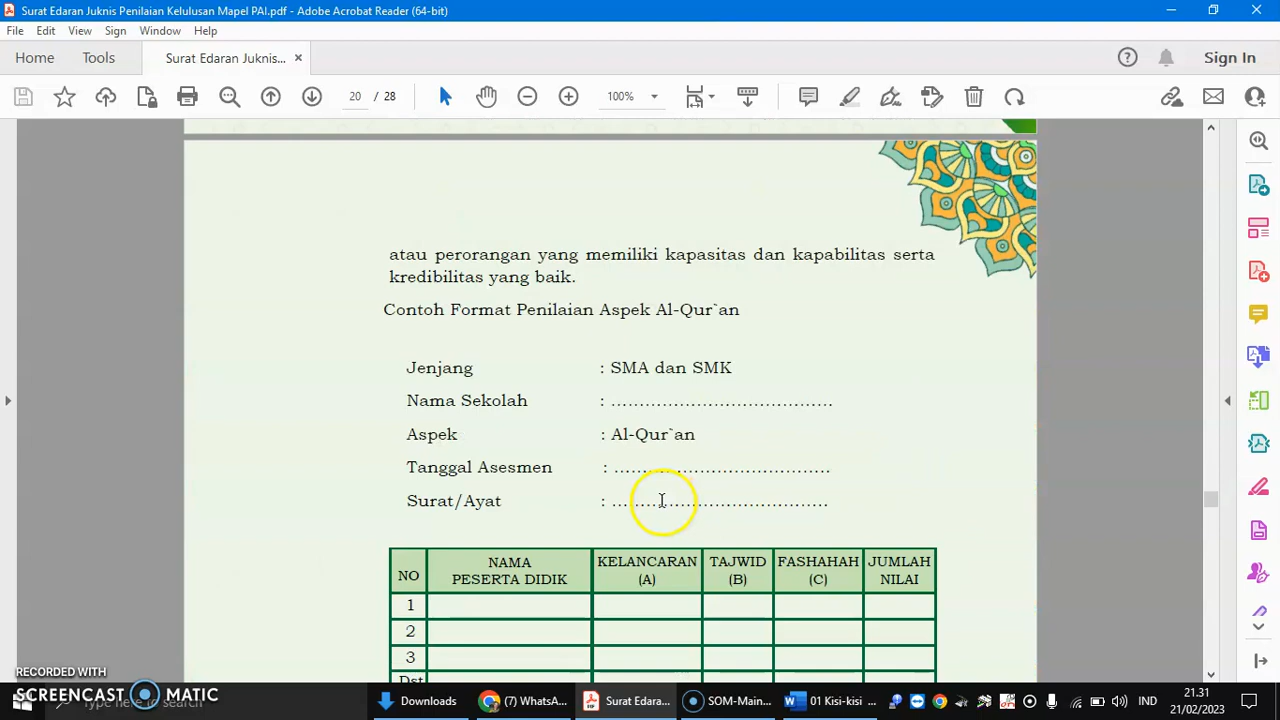 Surat Edaran Juknis Penilaian Kelulusan Mapel PAI.pdf - Adobe Acrobat Reader (64-bit)
File Edit View Sign Window Help
Home Tools Surat Edaran Juknis... × Sign In
20 / 28 100%
atau perorangan yang memiliki kapasitas dan kapabilitas serta
kredibilitas yang baik.
Contoh Format Penilaian Aspek Al-Qur`an
Jenjang : SMA dan SMK
Nama Sekolah : ..........................................
Aspek : Al-Qur`an
Tanggal Asesmen : ..........................................
Surat/Ayat : ..........................................
NO NAMA PESERTA DIDIK KELANCARAN (A) TAJWID (B) FASHAHAH (C) JUMLAH NILAI
1
2
3
Dst
RECORDED WITH
SCREENCAST MATIC
Downloads (7) WhatsA... Surat Edara... SOM-Main... 01 Kisi-kisi ... IND 21.31
21/02/2023